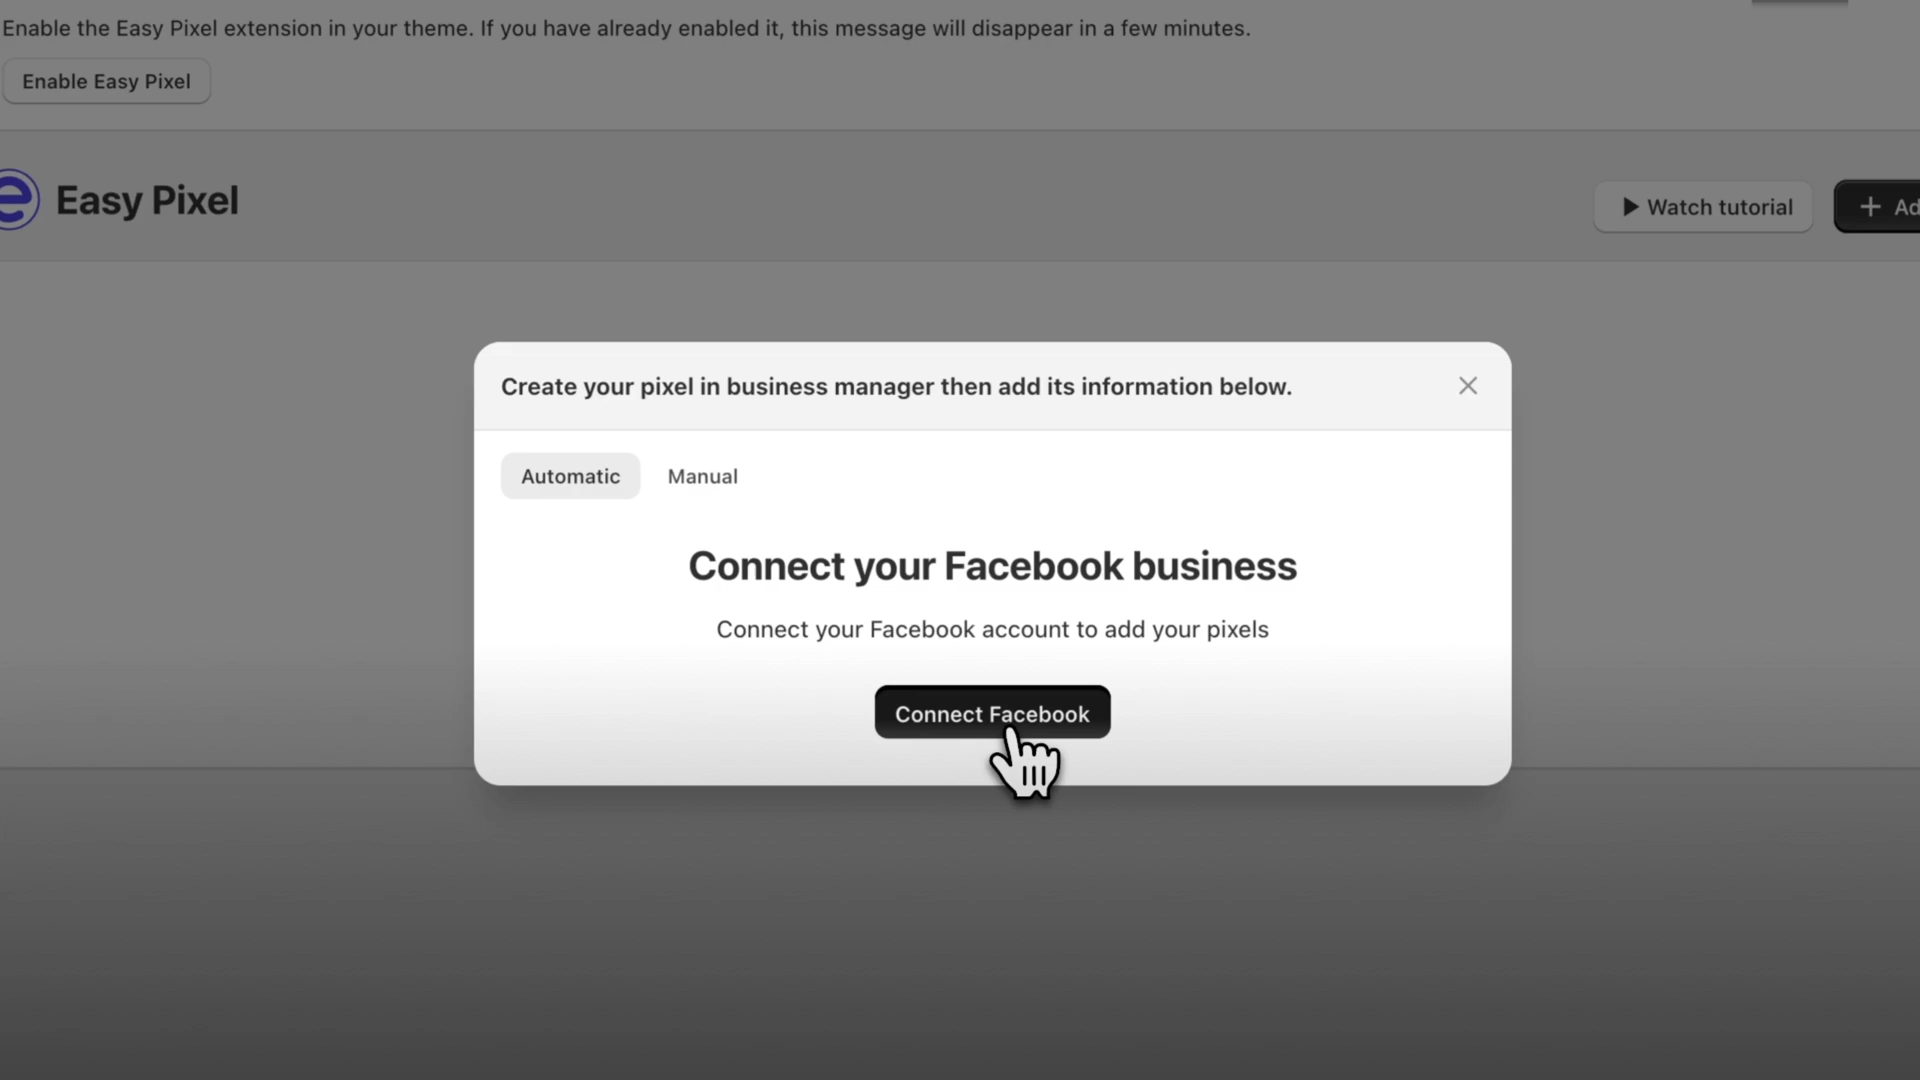 Enable the Easy Pixel extension in your theme. If you have already enabled it, this message will disappear in a few minutes.
Enable Easy Pixel
e Easy Pixel
Watch tutorial
+ Ad
Create your pixel in business manager then add its information below.
Automatic
Manual
Connect your Facebook business
Connect your Facebook account to add your pixels
Connect Facebook